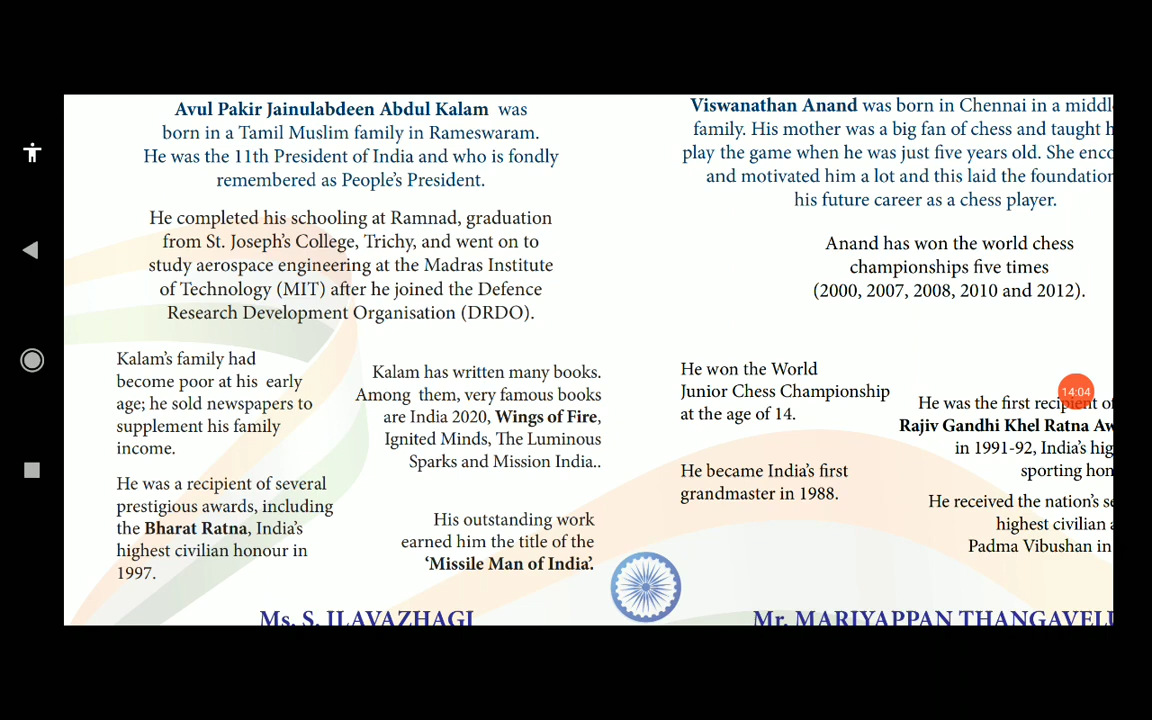 Avul Pakir Jainulabdeen Abdul Kalam was
born in a Tamil Muslim family in Rameswaram.
He was the 11th President of India and who is fondly
remembered as People's President.
He completed his schooling at Ramnad, graduation
from St. Joseph's College, Trichy, and went on to
study aerospace engineering at the Madras Institute
of Technology (MIT) after he joined the Defence
Research Development Organisation (DRDO).
Kalam's family had
become poor at his early
age; he sold newspapers to
supplement his family
income.
He was a recipient of several
prestigious awards, including
the Bharat Ratna, India's
highest civilian honour in
1997.
Kalam has written many books.
Among them, very famous books
are India 2020, Wings of Fire,
Ignited Minds, The Luminous
Sparks and Mission India..
His outstanding work
earned him the title of the
'Missile Man of India'.
Viswanathan Anand was born in Chennai in a
family. His mother was a big fan of chess and taught
play the game when he was just five years old. She
and motivated him a lot and this laid the foundation
his future career as a chess player.
Anand has won the world chess
championships five times
(2000, 2007, 2008, 2010 and 2012).
He won the World
Junior Chess Championship
at the age of 14.
He became India's first
grandmaster in 1988.
14:04
He was the first recipient of
Rajiv Gandhi Khel Ratna
in 1991-92, India's
sporting
He received the nation's
highest civilian
Padma Vibushan in
Ms. S. ILAVAZHAGI
Mr. MARIYAPPAN THANGAVELU